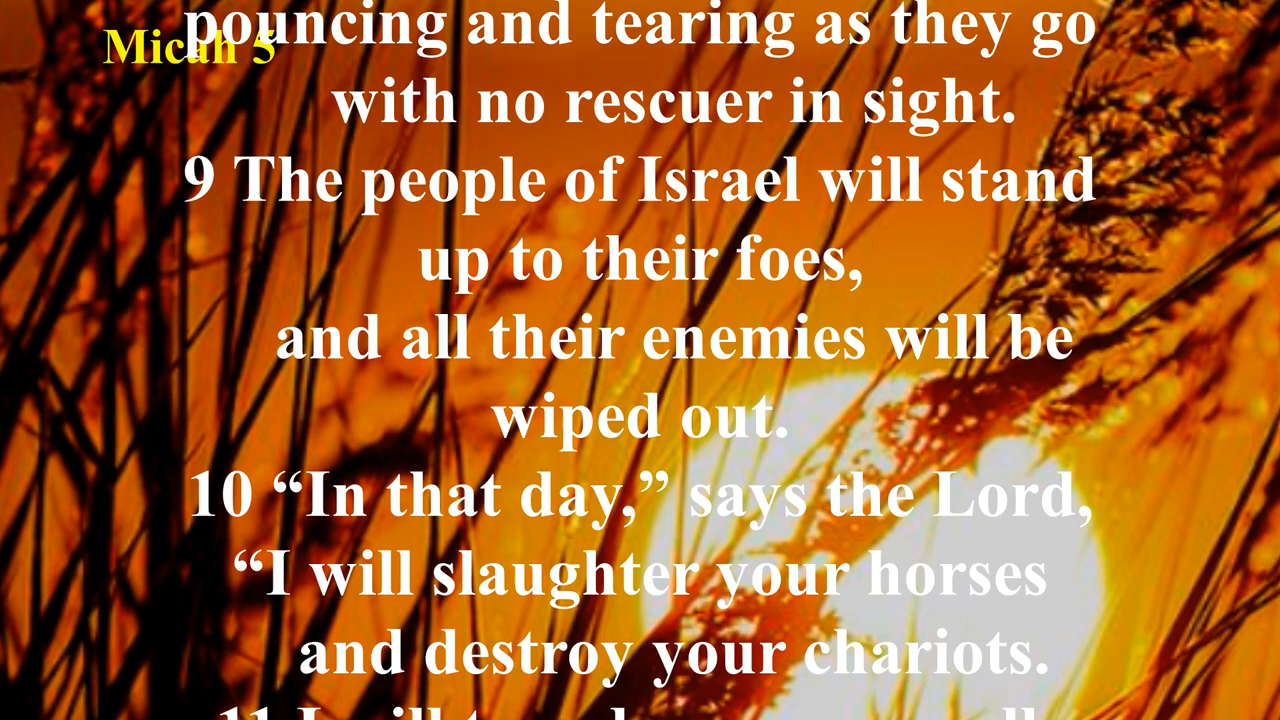 Micah 5
pouncing and tearing as they go
with no rescuer in sight.
9 The people of Israel will stand
up to their foes,
and all their enemies will be
wiped out.
10 “In that day,” says the Lord,
“I will slaughter your horses
and destroy your chariots.
11 I will